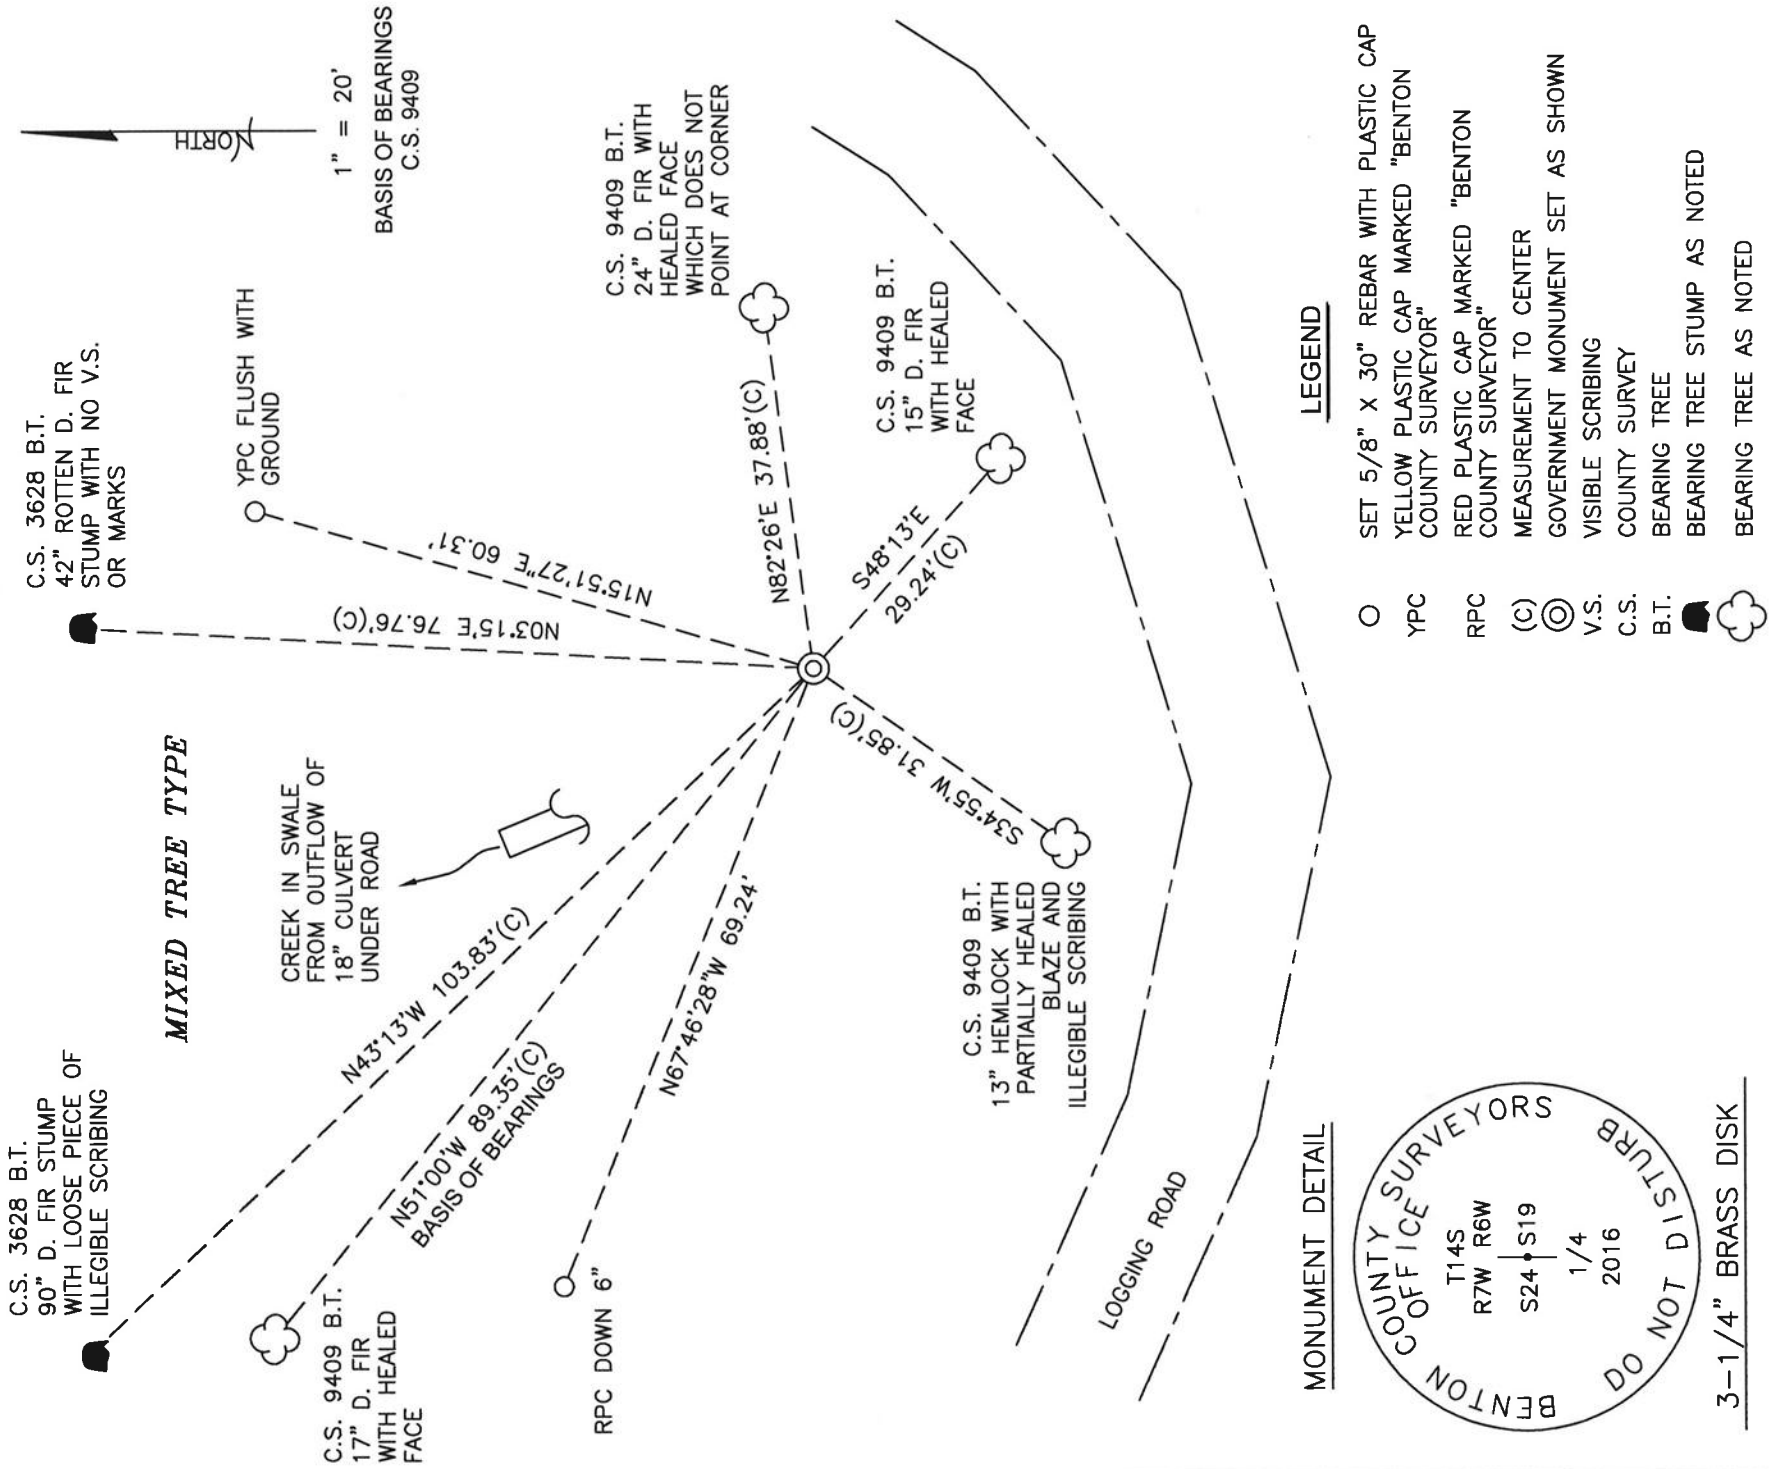 C.S. 3628 B.T.
90" D. FIR STUMP
WITH LOOSE PIECE OF
ILLEGIBLE SCRIBING
C.S. 3628 B.T.
42" ROTTEN D. FIR
STUMP WITH NO V.S.
OR MARKS
NORTH
1" = 20'
BASIS OF BEARINGS
C.S. 9409
MIXED TREE TYPE
YPC FLUSH WITH
GROUND
CREEK IN SWALE
FROM OUTFLOW OF
18" CULVERT
UNDER ROAD
N43°13'W 103.83'(C)
N03°15'E 76.76'(C)
N15°51'27"E 60.31'
C.S. 9409 B.T.
17" D. FIR
WITH HEALED
FACE
N51°00'W 89.35'(C)
BASIS OF BEARINGS
RPC DOWN 6"
N67°46'28"W 69.24'
N82°26'E 37.88'(C)
C.S. 9409 B.T.
24" D. FIR WITH
HEALED FACE
WHICH DOES NOT
POINT AT CORNER
S48°13'E
29.24'(C)
C.S. 9409 B.T.
15" D. FIR
WITH HEALED
FACE
S34°55'W 31.85'(C)
C.S. 9409 B.T.
13" HEMLOCK WITH
PARTIALLY HEALED
BLAZE AND
ILLEGIBLE SCRIBING
LOGGING ROAD
MONUMENT DETAIL
BENTON COUNTY SURVEYORS
OFFICE
T14S
R7W R6W
S24 S19
1/4
2016
DO NOT DISTURB
3-1/4" BRASS DISK
LEGEND
SET 5/8" X 30" REBAR WITH PLASTIC CAP
YPC YELLOW PLASTIC CAP MARKED "BENTON
COUNTY SURVEYOR"
RPC RED PLASTIC CAP MARKED "BENTON
COUNTY SURVEYOR"
(C) MEASUREMENT TO CENTER
GOVERNMENT MONUMENT SET AS SHOWN
V.S. VISIBLE SCRIBING
C.S. COUNTY SURVEY
B.T. BEARING TREE
BEARING TREE STUMP AS NOTED
BEARING TREE AS NOTED